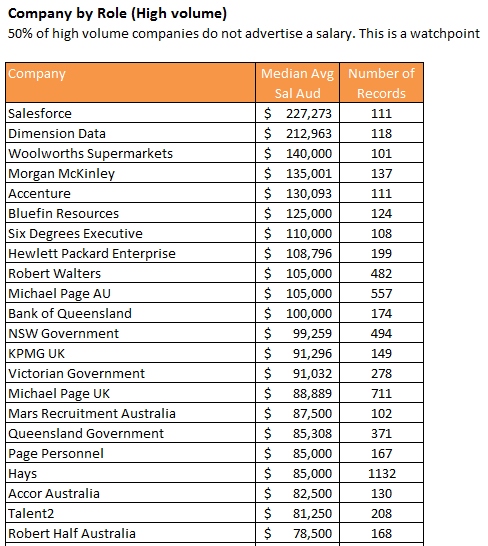 Company by Role (High volume)
50% of high volume companies do not advertise a salary. This is a watchpoint
Company Median Avg Number of
Sal Aud Records
Salesforce $ 227,273 111
Dimension Data $ 212,963 118
Woolworths Supermarkets $ 140,000 101
Morgan McKinley $ 135,001 137
Accenture $ 130,093 111
Bluefin Resources $ 125,000 124
Six Degrees Executive $ 110,000 108
Hewlett Packard Enterprise $ 108,796 199
Robert Walters $ 105,000 482
Michael Page AU $ 105,000 557
Bank of Queensland $ 100,000 174
NSW Government $ 99,259 494
KPMG UK $ 91,296 149
Victorian Government $ 91,032 278
Michael Page UK $ 88,889 711
Mars Recruitment Australia $ 87,500 102
Queensland Government $ 85,308 371
Page Personnel $ 85,000 167
Hays $ 85,000 1132
Accor Australia $ 82,500 130
Talent2 $ 81,250 208
Robert Half Australia $ 78,500 168